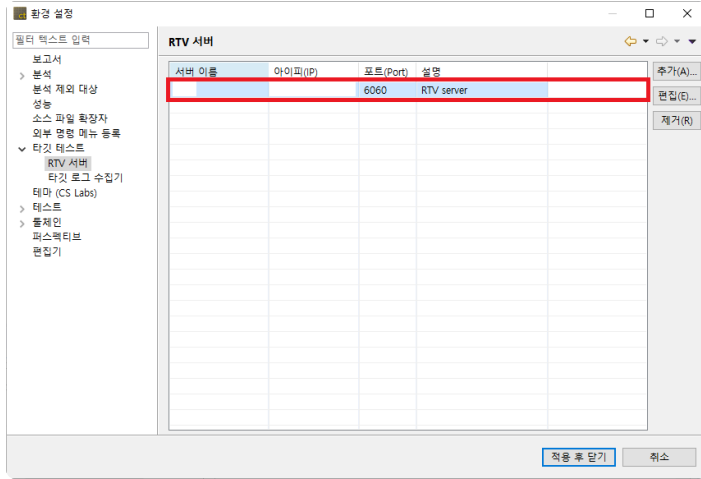 환경 설정
필터 텍스트 입력
보고서
분석
분석 제외 대상
성능
소스 파일 확장자
외부 명령 메뉴 등록
타깃 테스트
RTV 서버
타깃 로그 수집기
테마 (CS Labs)
테스트
툴체인
퍼스펙티브
편집기
RTV 서버
서버 이름 아이피(IP) 포트(Port) 설명
6060 RTV server
추가(A)...
편집(E)...
제거(R)
적용 후 닫기 취소